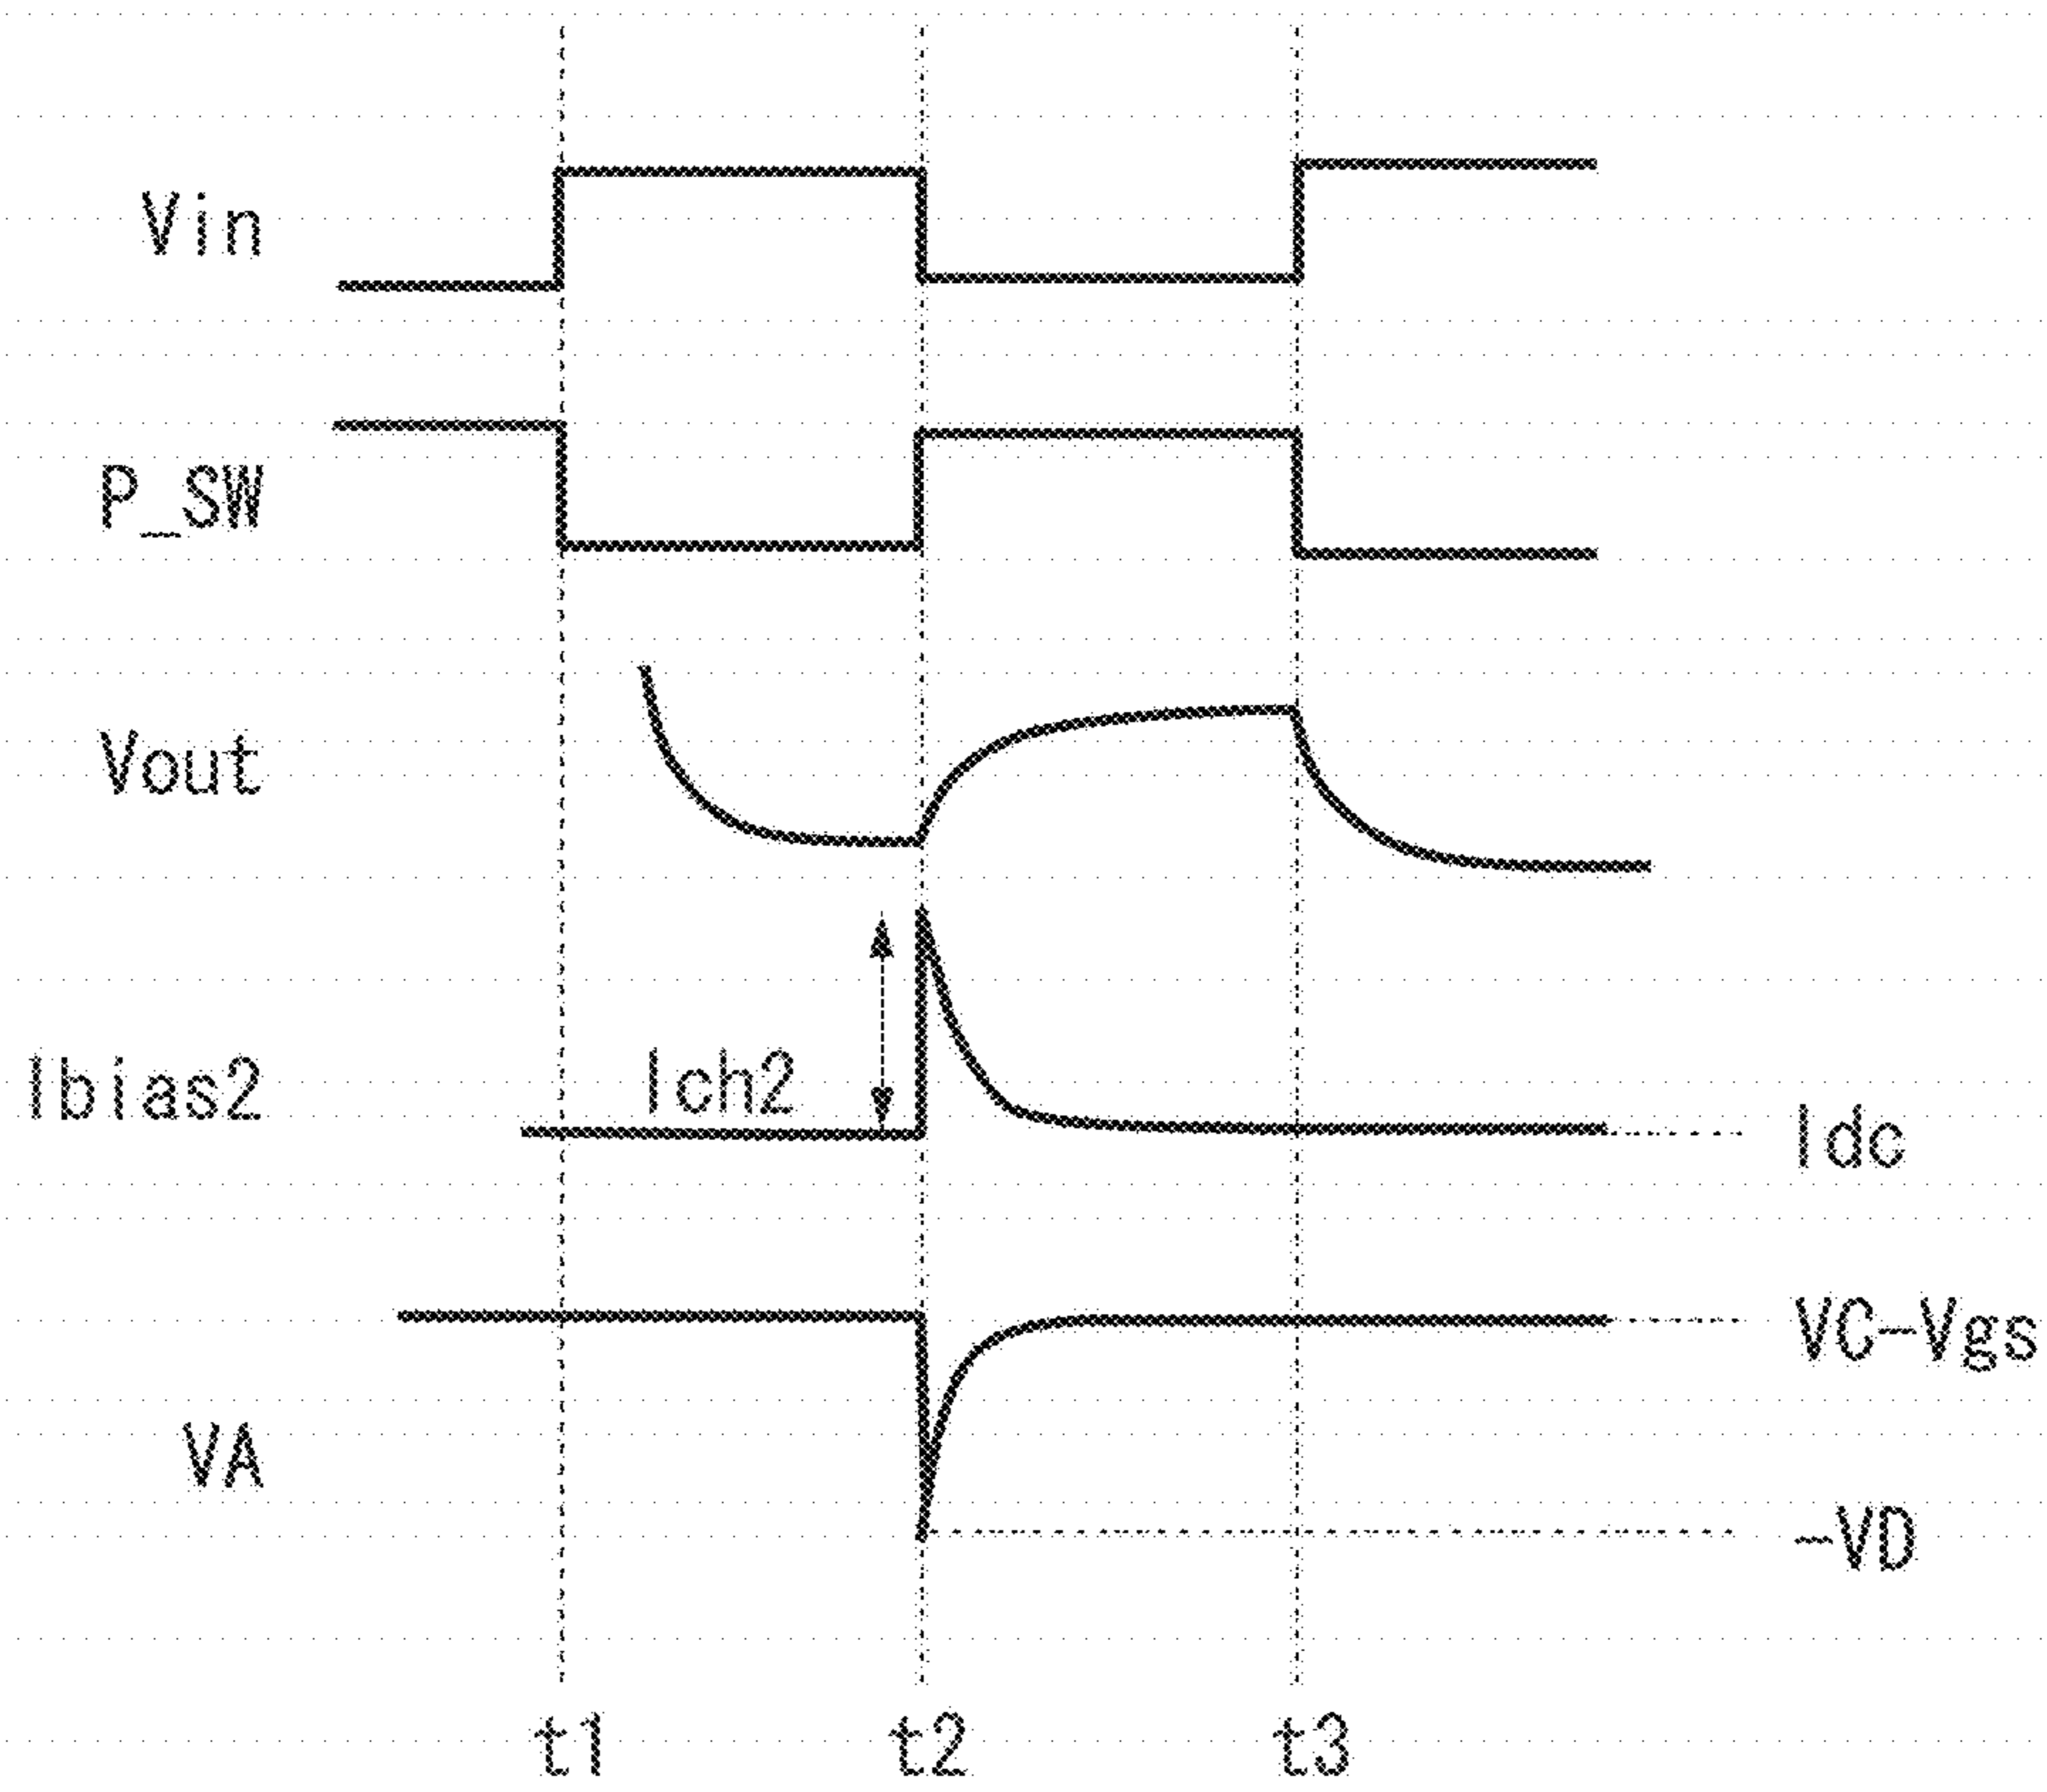 Vin
P_SW
Vout
Ibias2
Ich2
Idc
VC-Vgs
VA
-VD
t1
t2
t3